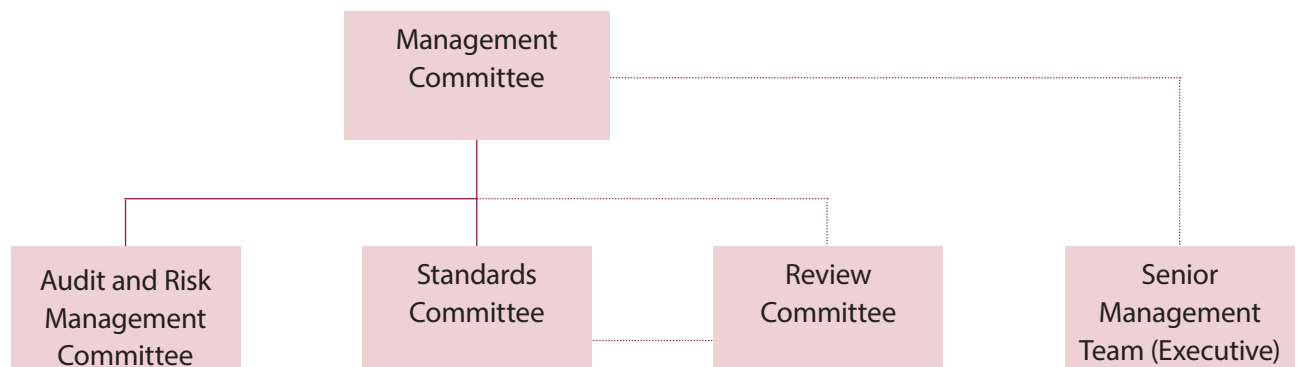 Management
Committee
Audit and Risk
Management
Committee
Standards
Committee
Review
Committee
Senior
Management
Team (Executive)